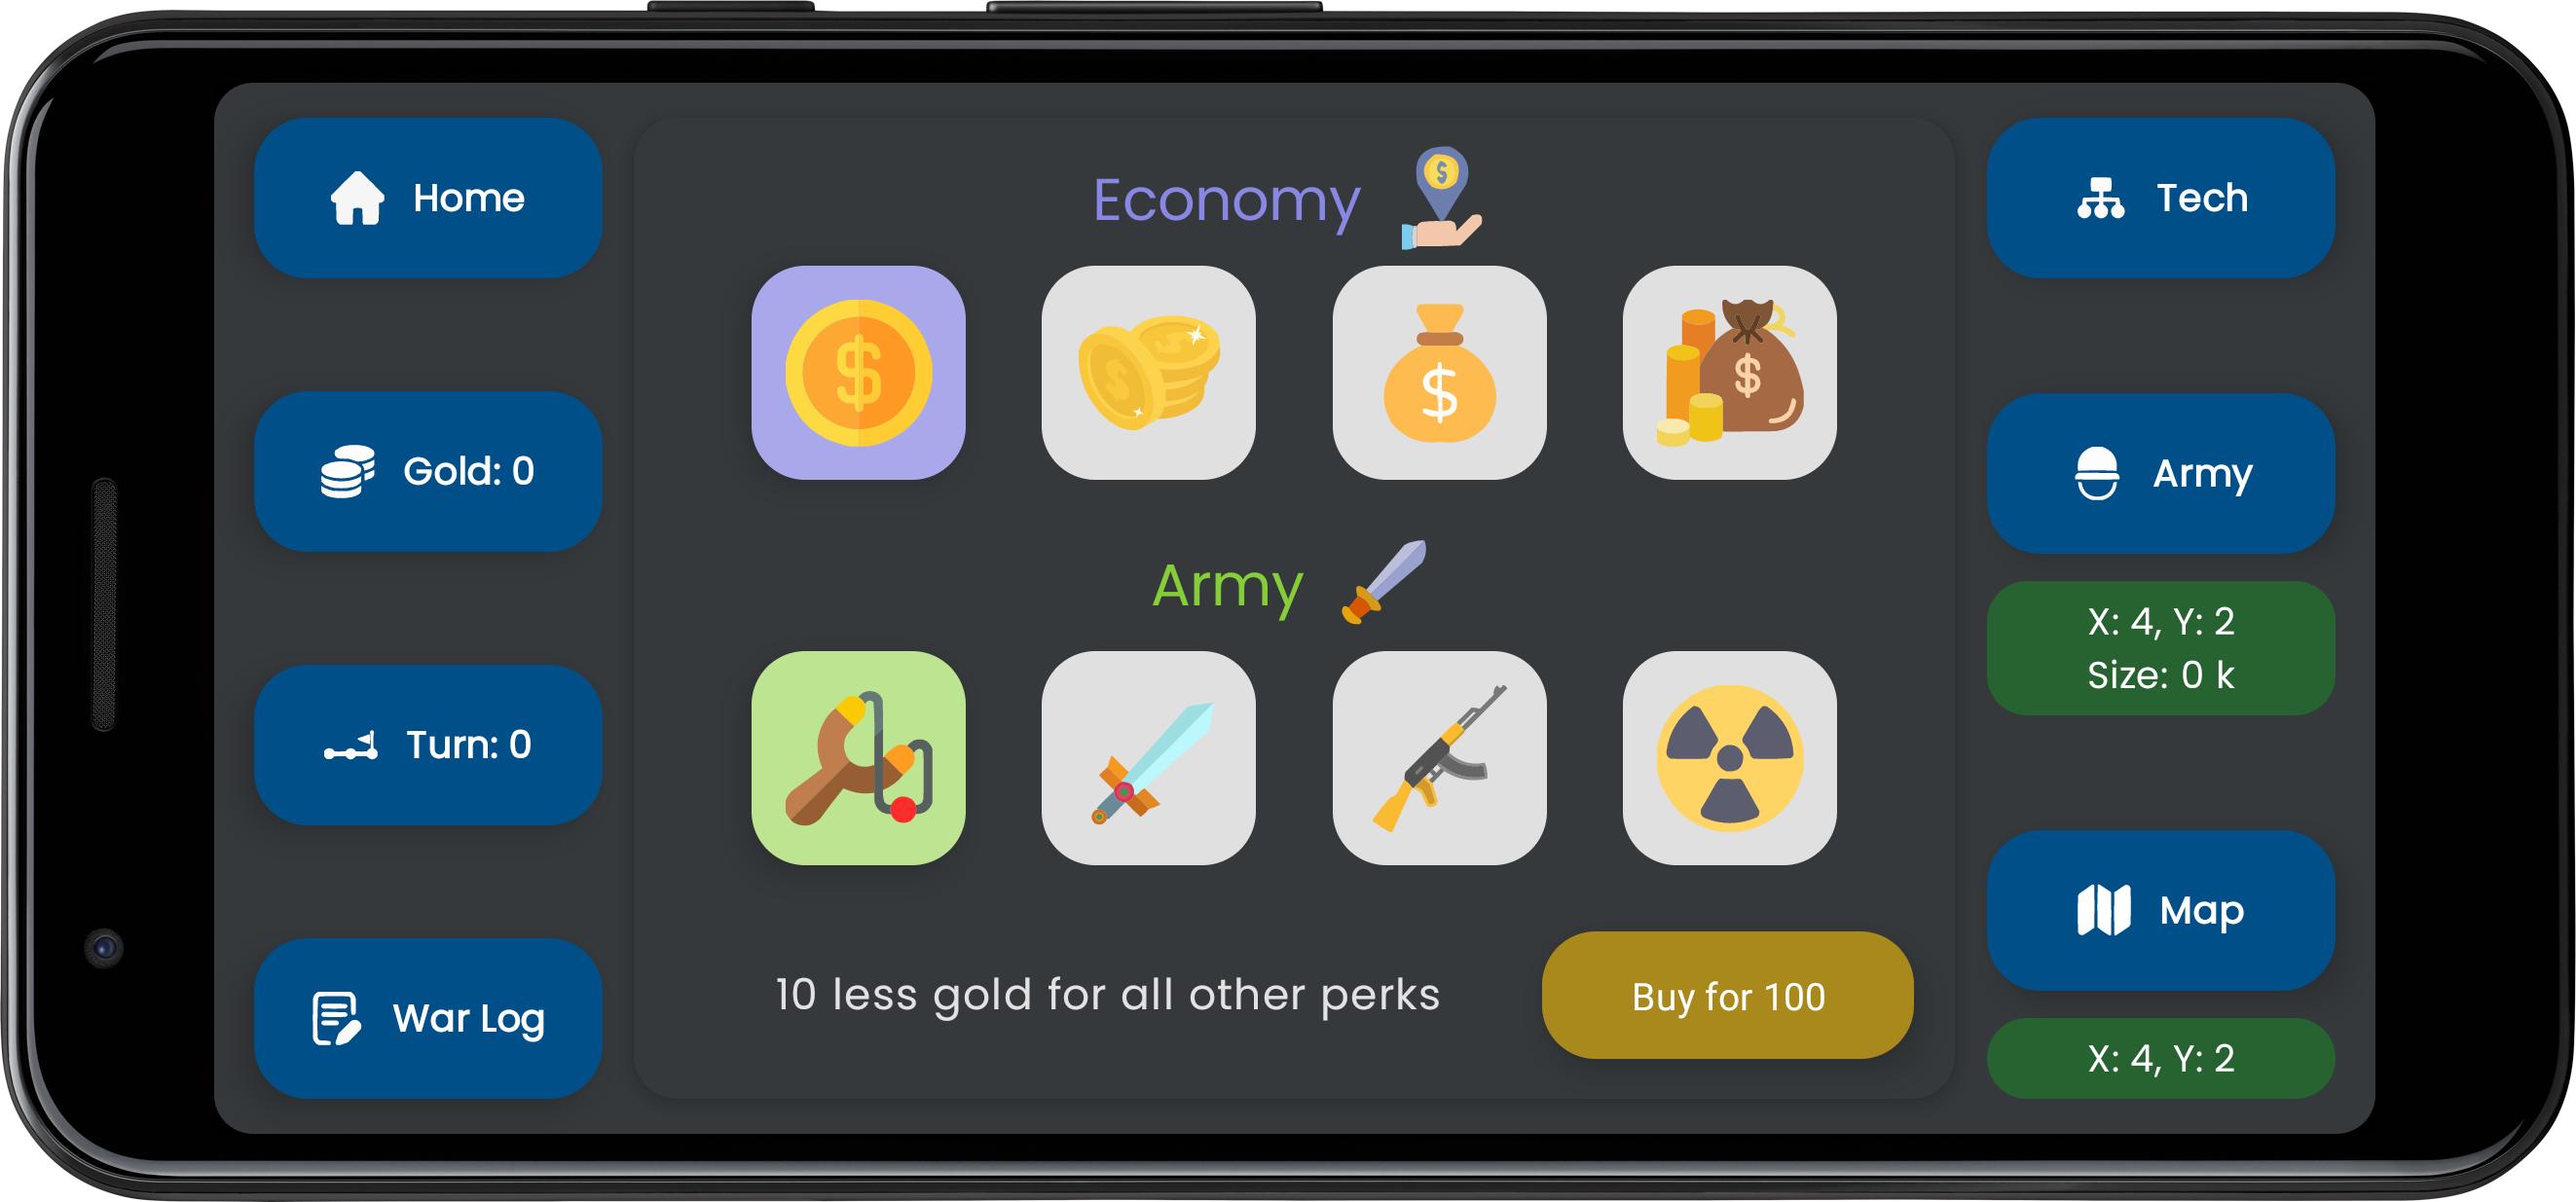 Home
Gold: 0
Turn: 0
War Log
Economy
$
$
$
$
$
$
Army
10 less gold for all other perks
Buy for 100
Tech
Army
X: 4, Y: 2
Size: 0 k
Map
X: 4, Y: 2